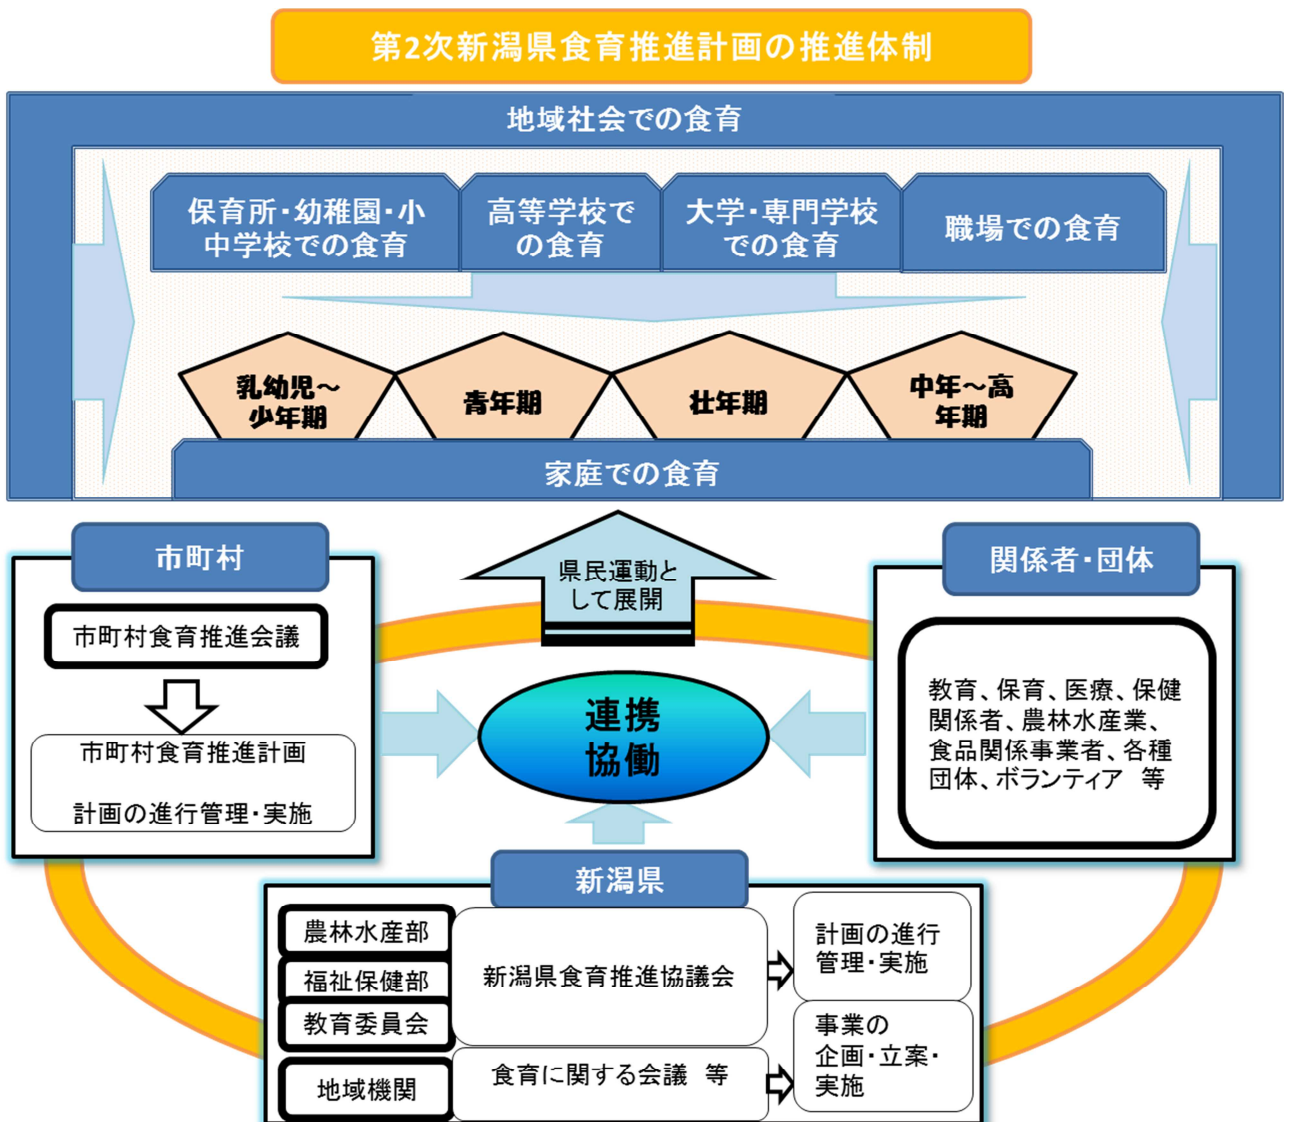 第2次新潟県食育推進計画の推進体制
地域社会での食育
保育所・幼稚園・小
中学校での食育
高等学校で
の食育
大学・専門学校
での食育
職場での食育
乳幼児～
少年期
青年期
壮年期
中年～高
年期
家庭での食育
県民運動と
して展開
市町村
市町村食育推進会議
市町村食育推進計画
計画の進行管理・実施
連携
協働
関係者・団体
教育、保育、医療、保健
関係者、農林水産業、
食品関係事業者、各種
団体、ボランティア　等
新潟県
農林水産部
福祉保健部
教育委員会
地域機関
新潟県食育推進協議会
食育に関する会議　等
計画の進行
管理・実施
事業の
企画・立案・
実施